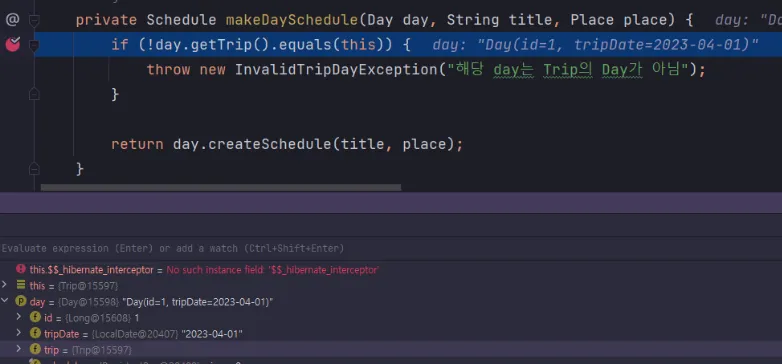 private Schedule makeDaySchedule(Day day, String title, Place place) { day: "Da
if (!day.getTrip().equals(this)) { day: "Day(id=1, tripDate=2023-04-01)"
throw new InvalidTripDayException("해당 day는 Trip의 Day가 아님");
}
return day.createSchedule(title, place);
}
Evaluate expression (Enter) or add a watch (Ctrl+Shift+Enter)
this.$$_hibernate_interceptor = No such instance field: '$$_hibernate_interceptor'
this = {Trip@15597}
day = {Day@15598} "Day(id=1, tripDate=2023-04-01)"
id = {Long@15608} 1
tripDate = {LocalDate@20407} "2023-04-01"
trip = {Trip@15597}